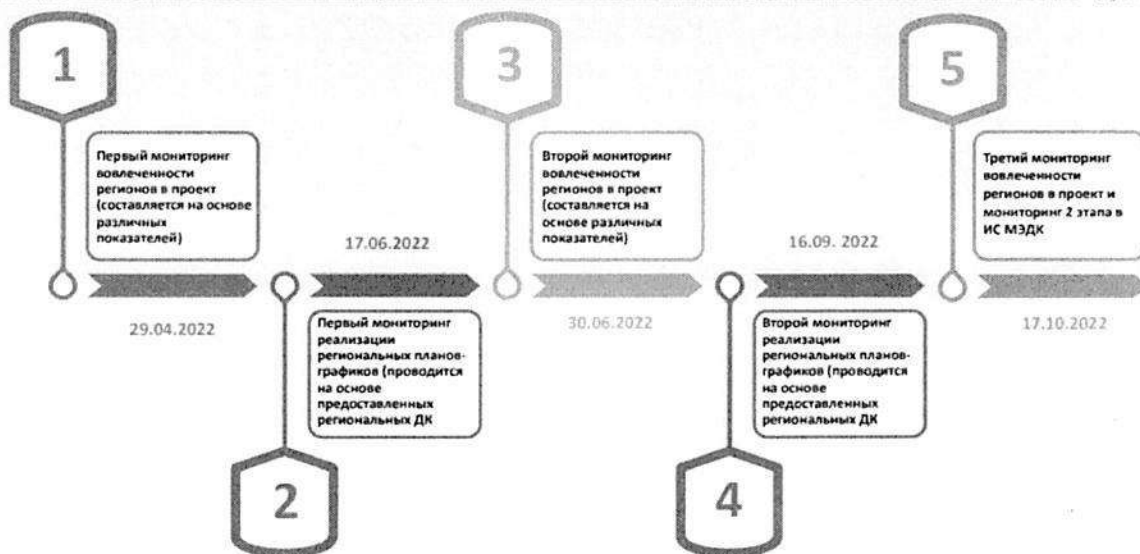 1
Первый мониторинг
вовлеченности
регионов в проект
(составляется на основе
различных
показателей)
29.04.2022
17.06.2022
Первый мониторинг
реализации
региональных планов-
графиков (проводится
на основе
предоставленных
региональных ДК
2
3
Второй мониторинг
вовлеченности
регионов в проект
(составляется на
основе различных
показателей)
30.06.2022
16.09. 2022
Второй мониторинг
реализации
региональных планов-
графиков (проводится
на основе
предоставленных
региональных ДК
4
5
Третий мониторинг
вовлеченности
регионов в проект и
мониторинг 2 этапа в
ИС МЭДК
17.10.2022